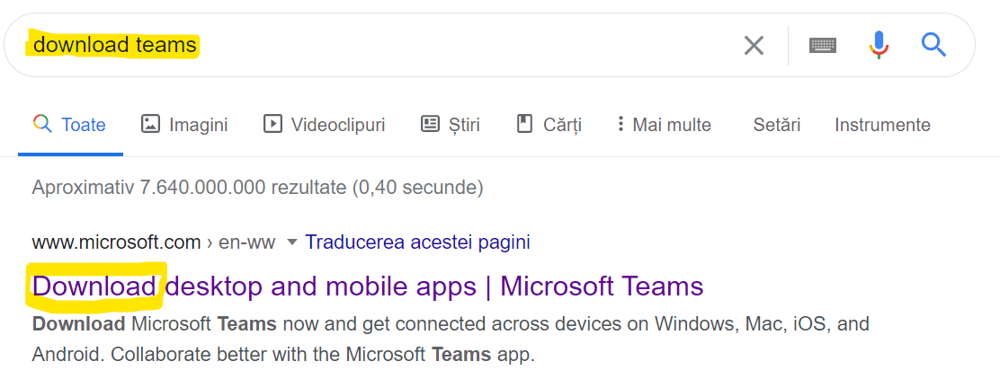 download teams
Toate Imagini Videoclipuri Știri Cărți Mai multe Setări Instrumente
Aproximativ 7.640.000.000 rezultate (0,40 secunde)
www.microsoft.com › en-ww Traducerea acestei pagini
Download desktop and mobile apps | Microsoft Teams
Download Microsoft Teams now and get connected across devices on Windows, Mac, iOS, and
Android. Collaborate better with the Microsoft Teams app.